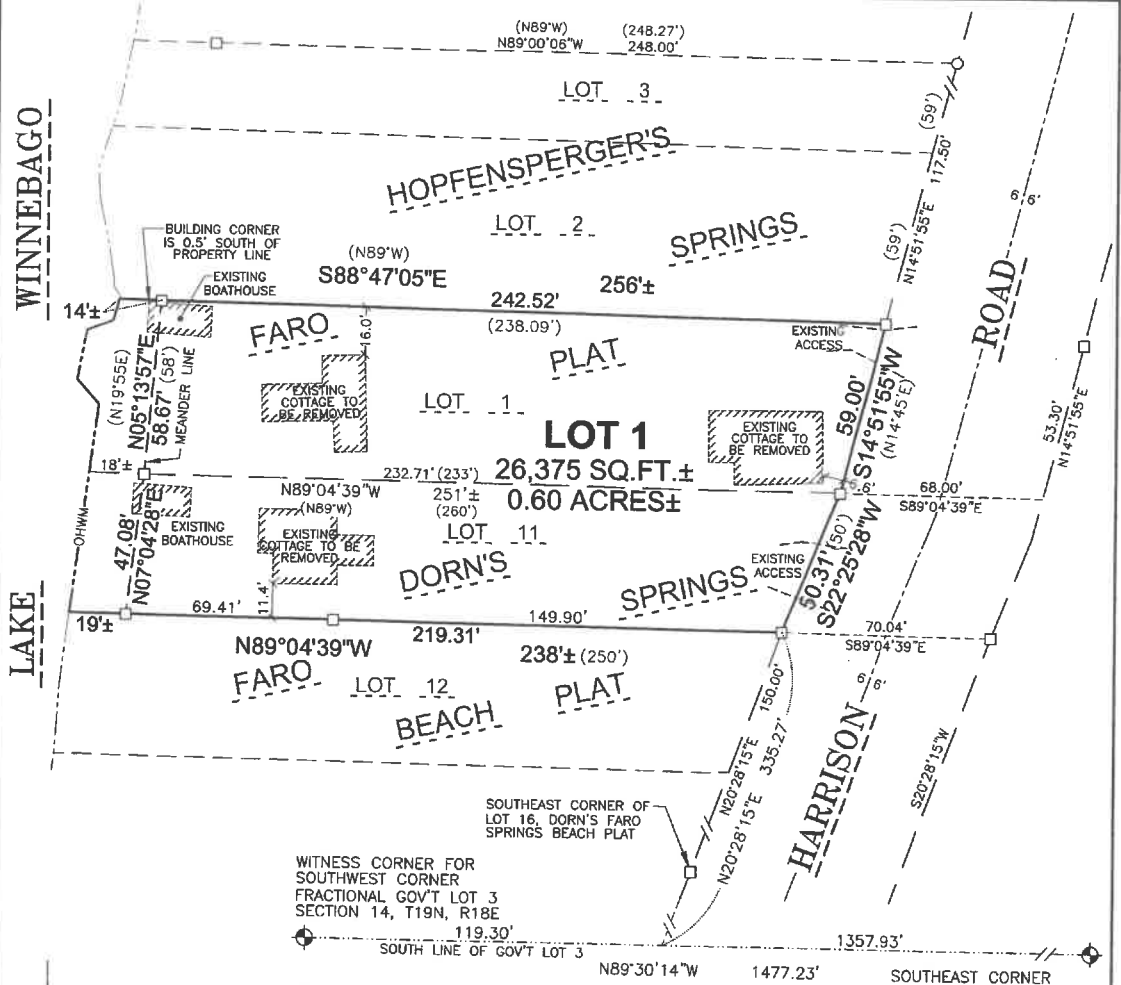 (N89°W) (248.27')
N89°00'06"W 248.00'
LOT 3
(59')
117.50'
N14°51'55"E
(59')
HOPFENSPERGER'S
LOT 2
SPRINGS
WINNEBAGO
BUILDING CORNER
IS 0.5' SOUTH OF
PROPERTY LINE
EXISTING
BOATHOUSE
(N89°W)
S88°47'05"E
256'±
242.52'
(238.09')
14'±
FARO
PLAT
16.0'
EXISTING
ACCESS
6 6'
ROAD
(N19°55E)
N05°13'57"E
58.67' (58')
MEANDER LINE
EXISTING
COTTAGE TO
BE REMOVED
LOT 1
LOT 1
26,375 SQ.FT.±
0.60 ACRES±
EXISTING
COTTAGE TO
BE REMOVED
59.00'
S14°51'55"W
(N14°45'E)
53.30'
N14°51'55"E
18'±
232.71' (233')
N89°04'39"W
(N89°W)
251'±
(260')
6.6'
68.00'
S89°04'39"E
OHWM
47.08'
N07°04'28"E
EXISTING
BOATHOUSE
EXISTING
COTTAGE TO BE
REMOVED
LOT 11
DORN'S
SPRINGS
EXISTING
ACCESS
50.31' (50')
S22°25'28"W
LAKE
19'±
69.41'
11.4'
149.90'
N89°04'39"W
219.31'
238'± (250')
70.04'
S89°04'39"E
FARO
LOT 12
BEACH
PLAT
6 6'
150.00'
N20°28'15"E
335.27'
N20°28'15"E
HARRISON
S20°28'15"W
SOUTHEAST CORNER OF
LOT 16, DORN'S FARO
SPRINGS BEACH PLAT
WITNESS CORNER FOR
SOUTHWEST CORNER
FRACTIONAL GOV'T LOT 3
SECTION 14, T19N, R18E
119.30'
SOUTH LINE OF GOV'T LOT 3
1357.93'
N89°30'14"W 1477.23'
SOUTHEAST CORNER